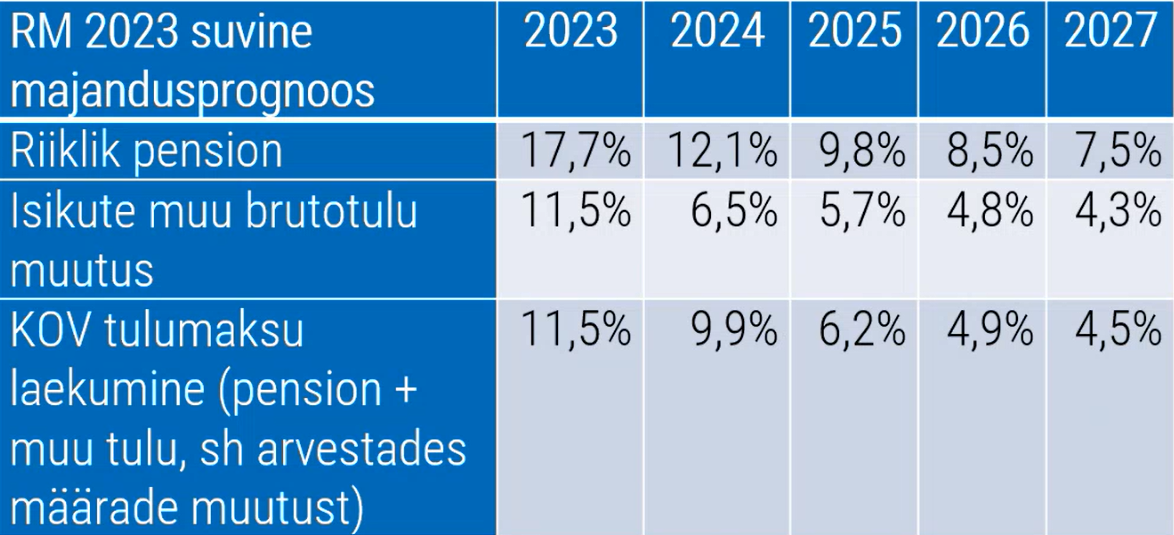 RM 2023 suvine majandusprognoos 2023 2024 2025 2026 2027
Riiklik pension 17,7% 12,1% 9,8% 8,5% 7,5%
Isikute muu brutotulu muutus 11,5% 6,5% 5,7% 4,8% 4,3%
KOV tulumaksu laekumine (pension + muu tulu, sh arvestades määrade muutust) 11,5% 9,9% 6,2% 4,9% 4,5%